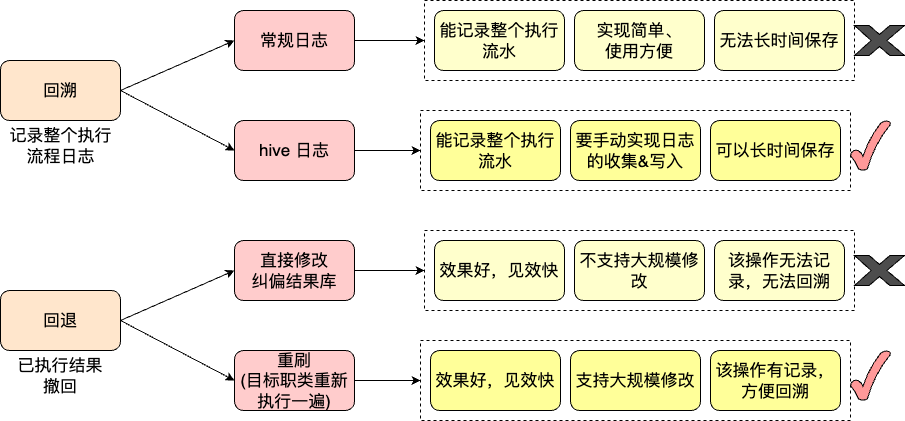 回溯
记录整个执行
流程日志
常规日志
能记录整个执行
流水
实现简单、
使用方便
无法长时间保存
hive 日志
能记录整个执行
流水
要手动实现日志
的收集&写入
可以长时间保存
回退
已执行结果
撤回
直接修改
纠偏结果库
效果好，见效快
不支持大规模修
改
该操作无法记
录，无法回溯
重刷
(目标职类重新
执行一遍)
效果好，见效快
支持大规模修改
该操作有记录，
方便回溯